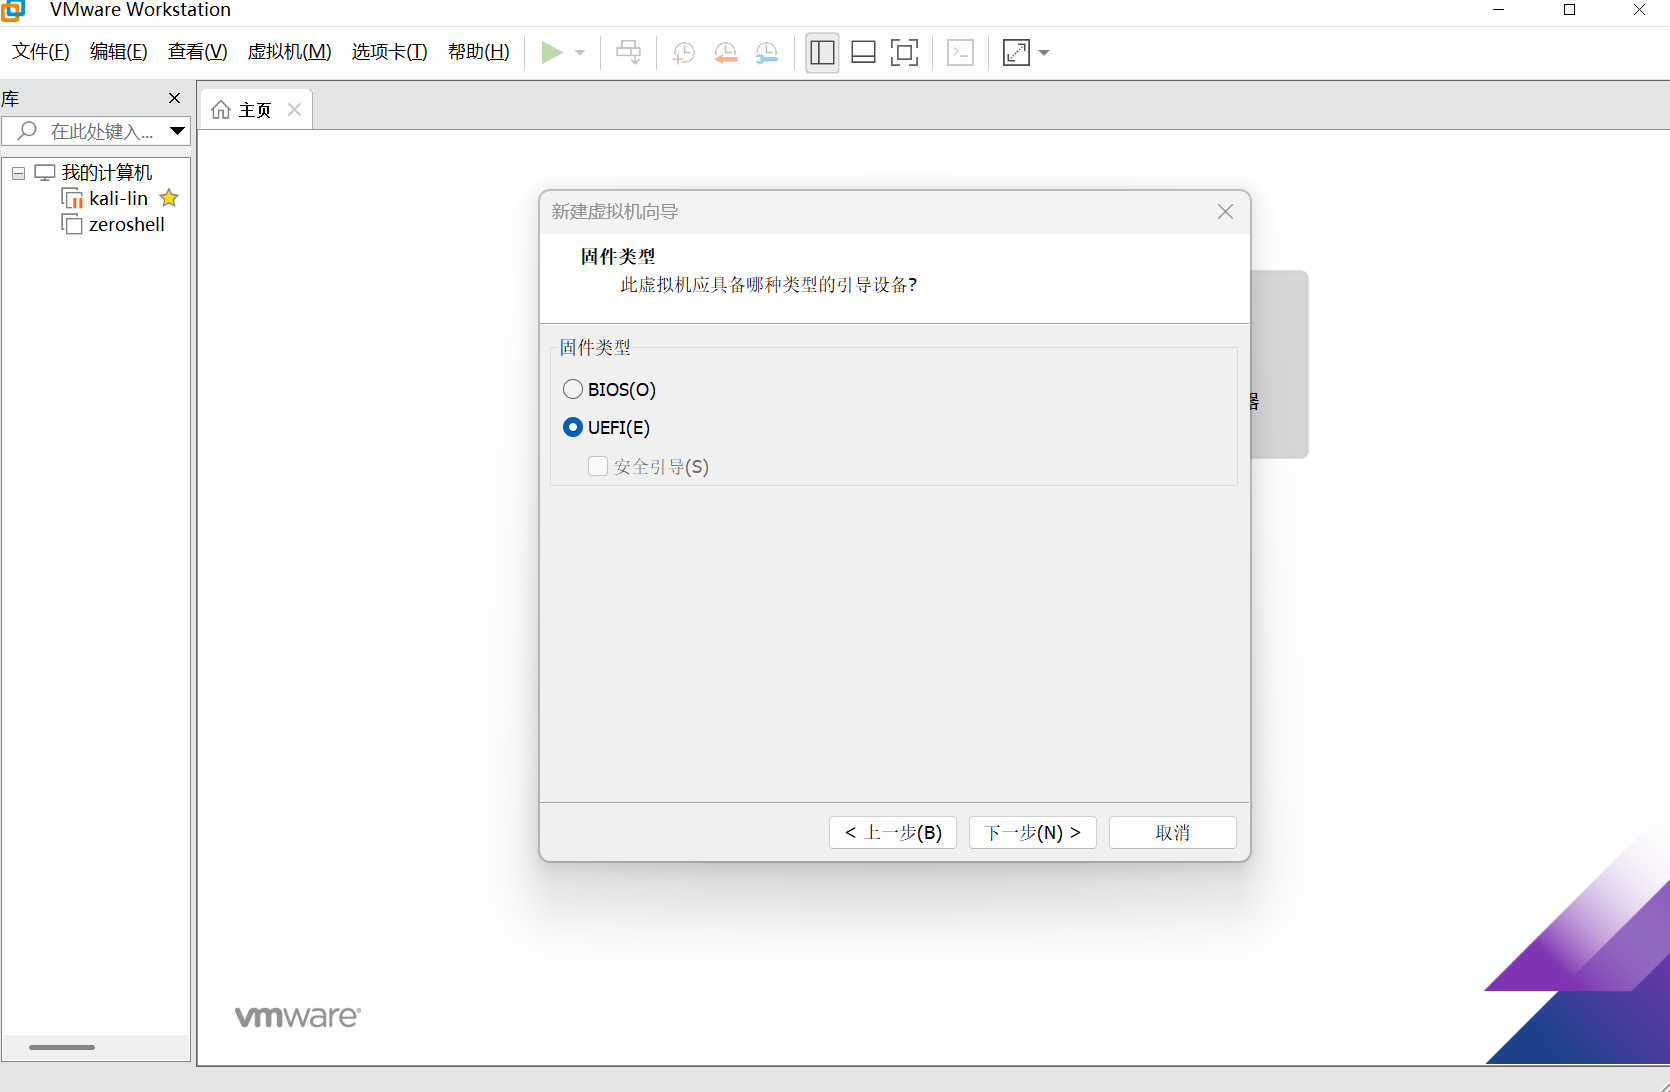 VMware Workstation
文件(F) 编辑(E) 查看(V) 虚拟机(M) 选项卡(T) 帮助(H)
库
主页
在此处键入...
我的计算机
kali-lin
zeroshell
新建虚拟机向导
固件类型
此虚拟机应具备哪种类型的引导设备?
固件类型
BIOS(O)
器
UEFI(E)
安全引导(S)
< 上一步(B) 下一步(N) > 取消
vmware®